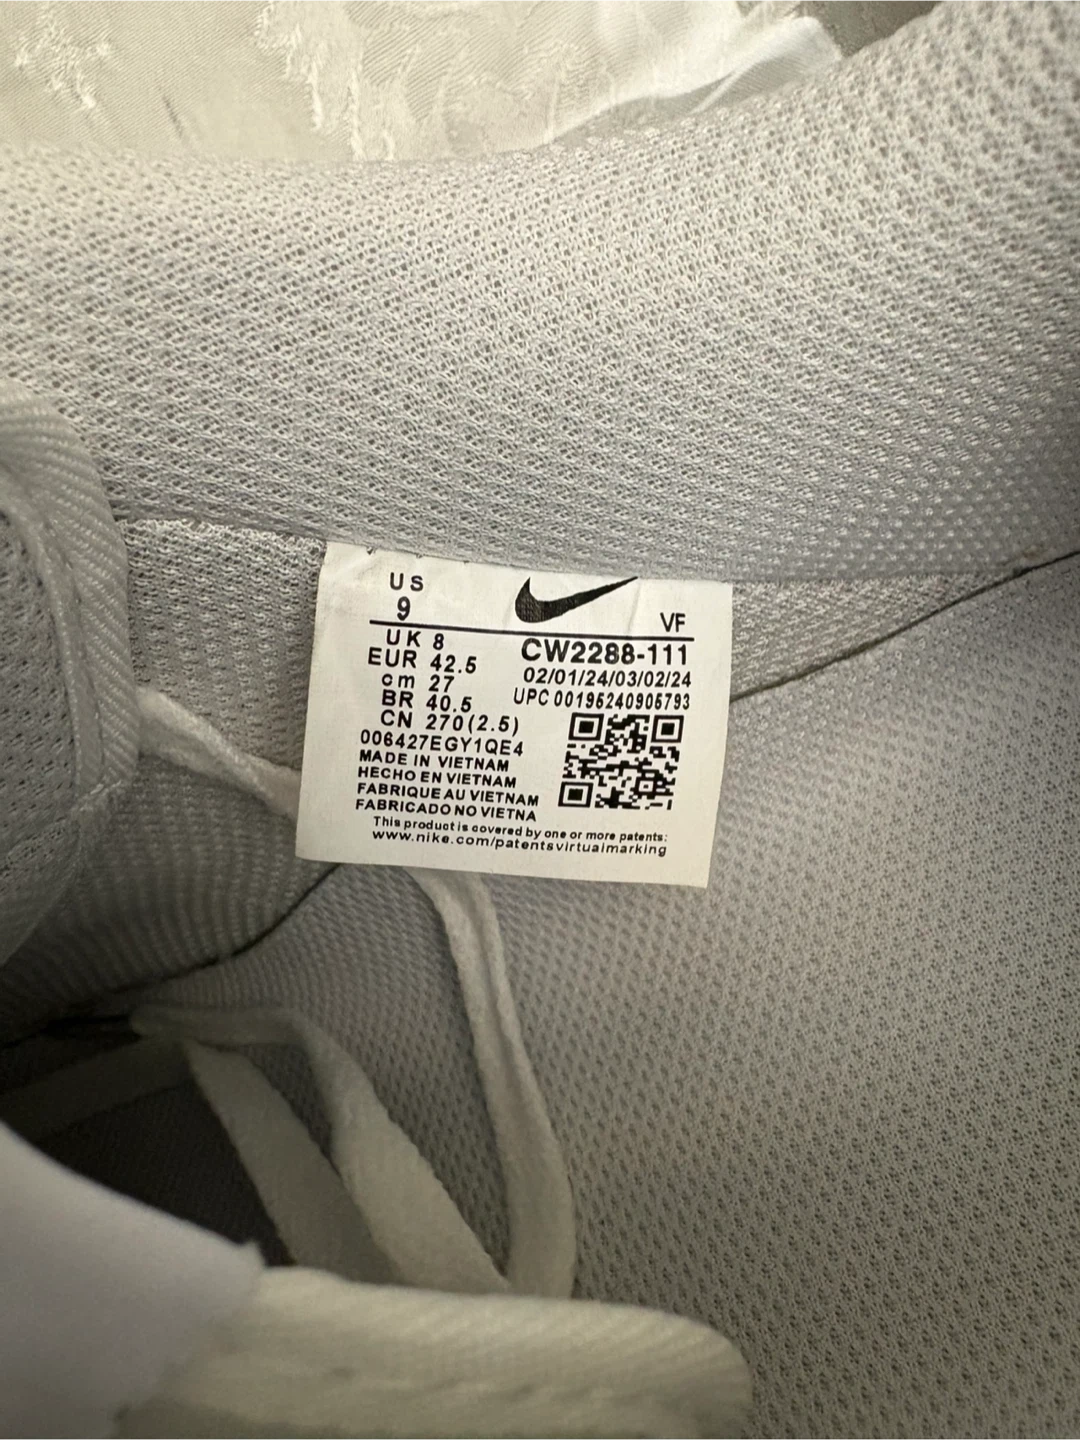 US
9
VF
UK 8
EUR 42.5
cm 27
BR 40.5
CN 270(2.5)
CW2288-111
02/01/24/03/02/24
UPC 00195240905793
006427EGY1QE4
MADE IN VIETNAM
HECHO EN VIETNAM
FABRIQUE AU VIETNAM
FABRICADO NO VIETNA
This product is covered by one or more patents:
www.nike.com/patentsvirtualmarking